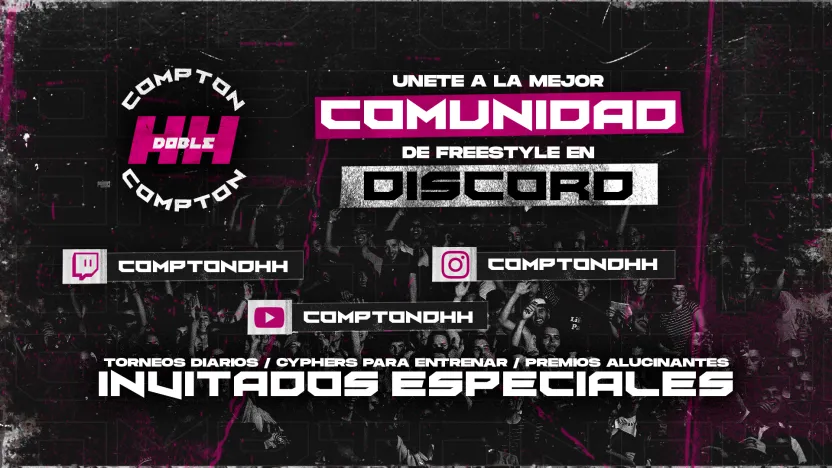 COMPTON
HH
DOBLE
COMPTON
UNETE A LA MEJOR
COMUNIDAD
DE FREESTYLE EN
DISCORD
COMPTONDHH
COMPTONDHH
COMPTONDHH
TORNEOS DIARIOS / CYPHERS PARA ENTRENAR / PREMIOS ALUCINANTES
INVITADOS ESPECIALES